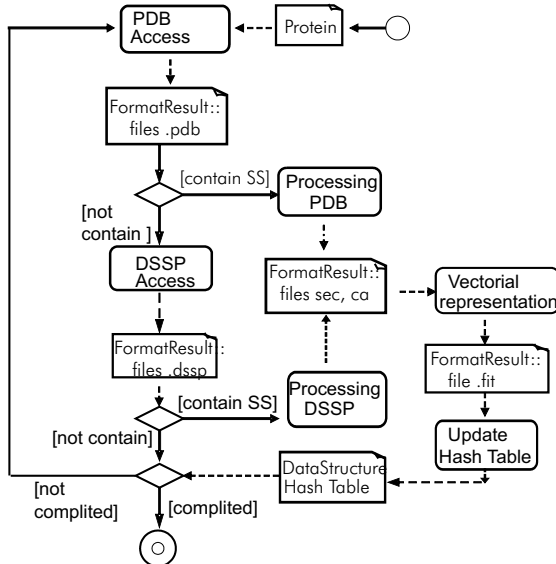 PDB
Access
Protein
FormatResult::
files .pdb
[contain SS]
Processing
PDB
[not
contain ]
DSSP
Access
FormatResult::
files sec, ca
Vectorial
representation
FormatResult::
files .dssp
FormatResult::
file .fit
[contain SS]
Processing
DSSP
[not contain]
Update
Hash Table
DataStructure
Hash Table
[not
complited]
[complited]